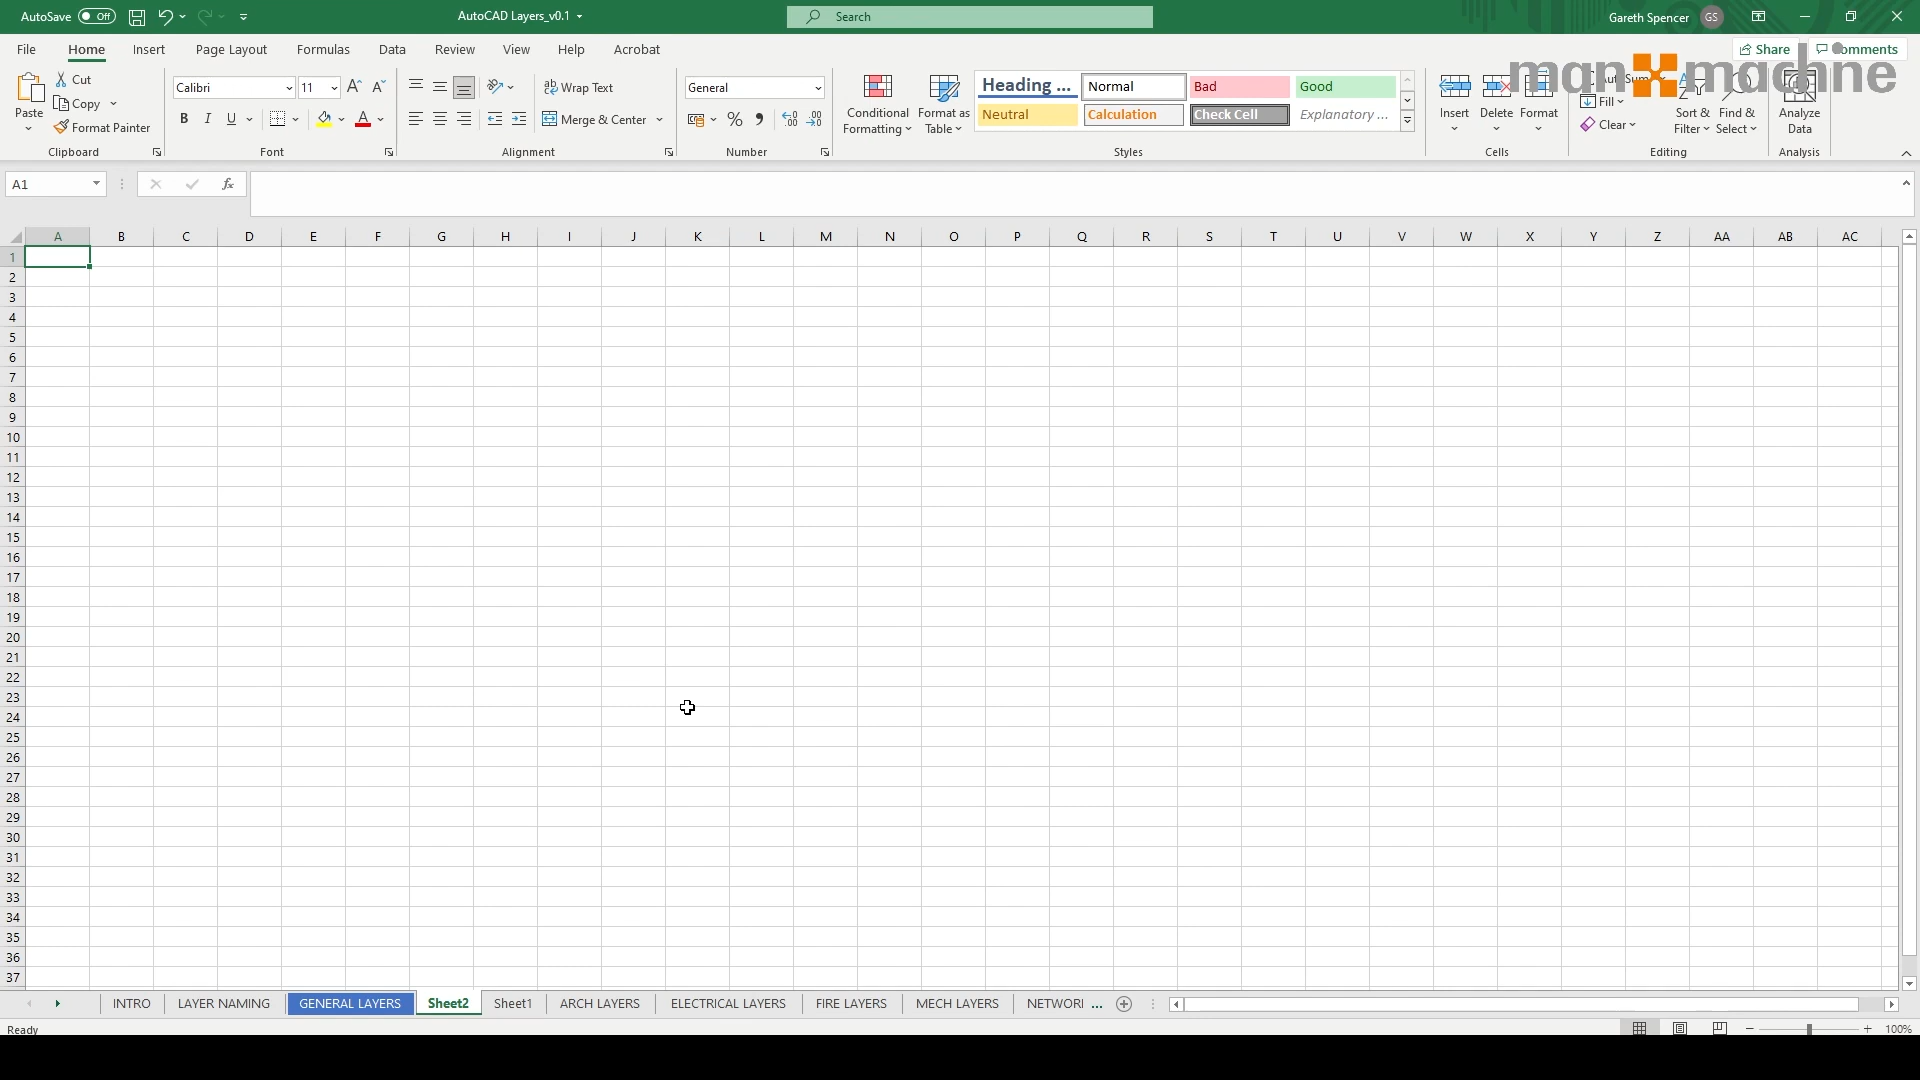 AutoSave Off AutoCAD Layers_v0.1 Search Gareth Spencer GS
File Home Insert Page Layout Formulas Data Review View Help Acrobat Share Comments
Cut
Copy
Format Painter
Paste
Clipboard
Calibri 11
B I U A
Font
Wrap Text
Merge & Center
Alignment
General
%
Number
Conditional Formatting
Format as Table
Heading ... Normal Bad Good
Neutral Calculation Check Cell Explanatory ...
Styles
Insert Delete Format
Cells
Fill
Clear
Sort & Filter
Find & Select
Editing
Analyze Data
Analysis
man machine
A1 fx
A B C D E F G H I J K L M N O P Q R S T U V W X Y Z AA AB AC
1
2
3
4
5
6
7
8
9
10
11
12
13
14
15
16
17
18
19
20
21
22
23
24
25
26
27
28
29
30
31
32
33
34
35
36
37
INTRO LAYER NAMING GENERAL LAYERS Sheet2 Sheet1 ARCH LAYERS ELECTRICAL LAYERS FIRE LAYERS MECH LAYERS NETWORK ...
Ready 100%